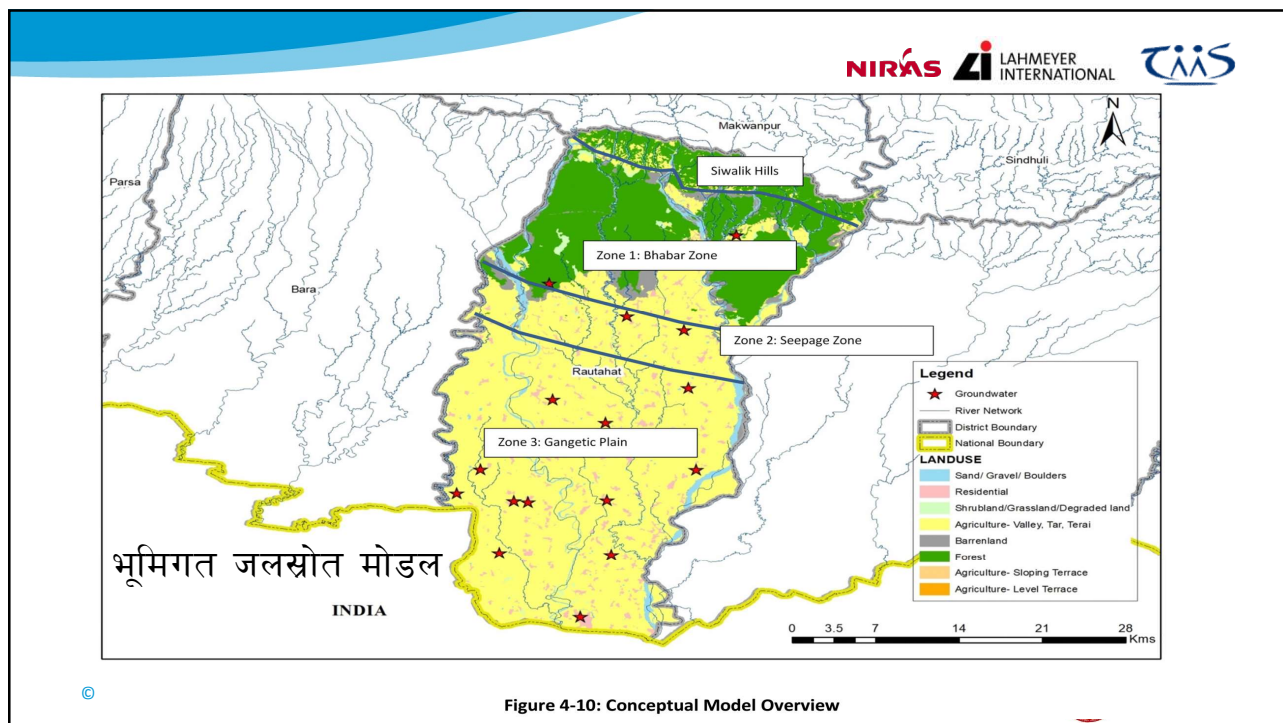 NIRAS
LAHMEYER
INTERNATIONAL
TMS
N
Makwanpur
Sindhuli
Parsa
Siwalik Hills
Zone 1: Bhabar Zone
Bara
Zone 2: Seepage Zone
Rautahat
Zone 3: Gangetic Plain
Legend
Groundwater
River Network
District Boundary
National Boundary
LANDUSE
Sand/ Gravel/ Boulders
Residential
Shrubland/Grassland/Degraded land
Agriculture- Valley, Tar, Terai
Barrenland
Forest
Agriculture- Sloping Terrace
Agriculture- Level Terrace
भूमिगत जलस्रोत मोडल
INDIA
0 3.5 7 14 21 28
Kms
©
Figure 4-10: Conceptual Model Overview